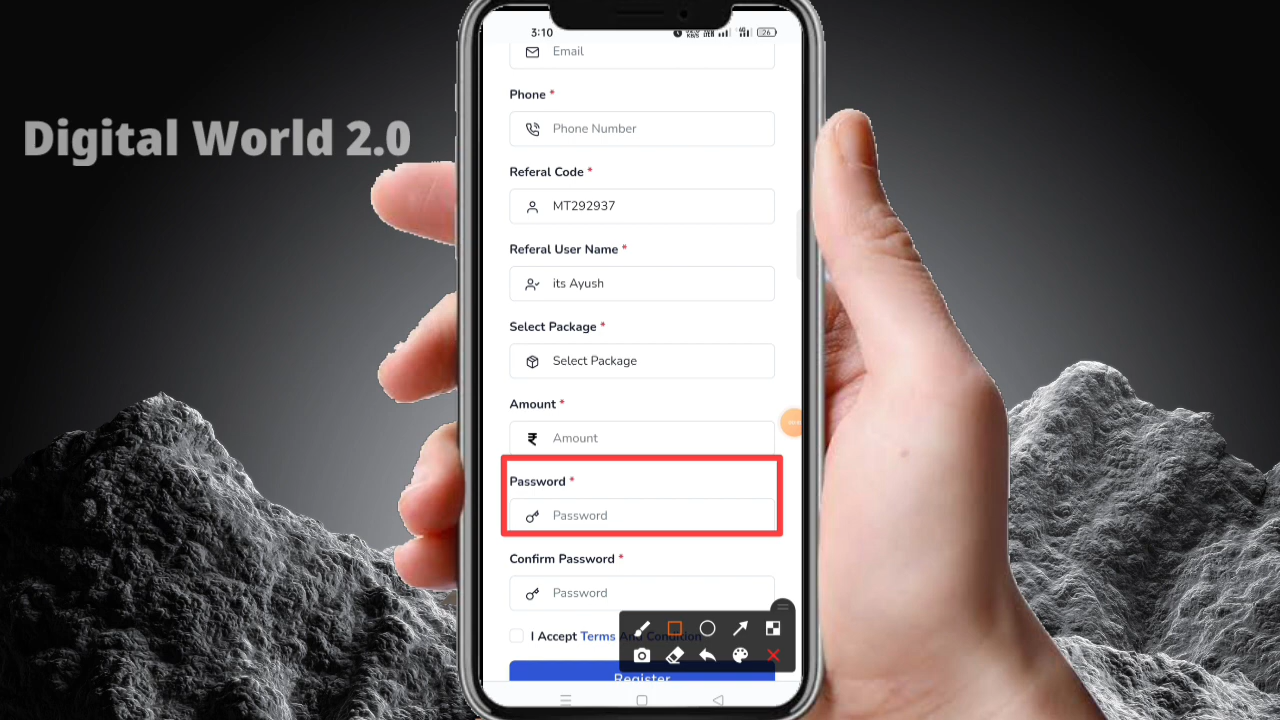 Digital World 2.0
3:10
26
Email
Phone *
Phone Number
Referal Code *
MT292937
Referal User Name *
its Ayush
Select Package *
Select Package
Amount *
₹ Amount
Password *
Password
Confirm Password *
Password
I Accept Terms And Condition
Register